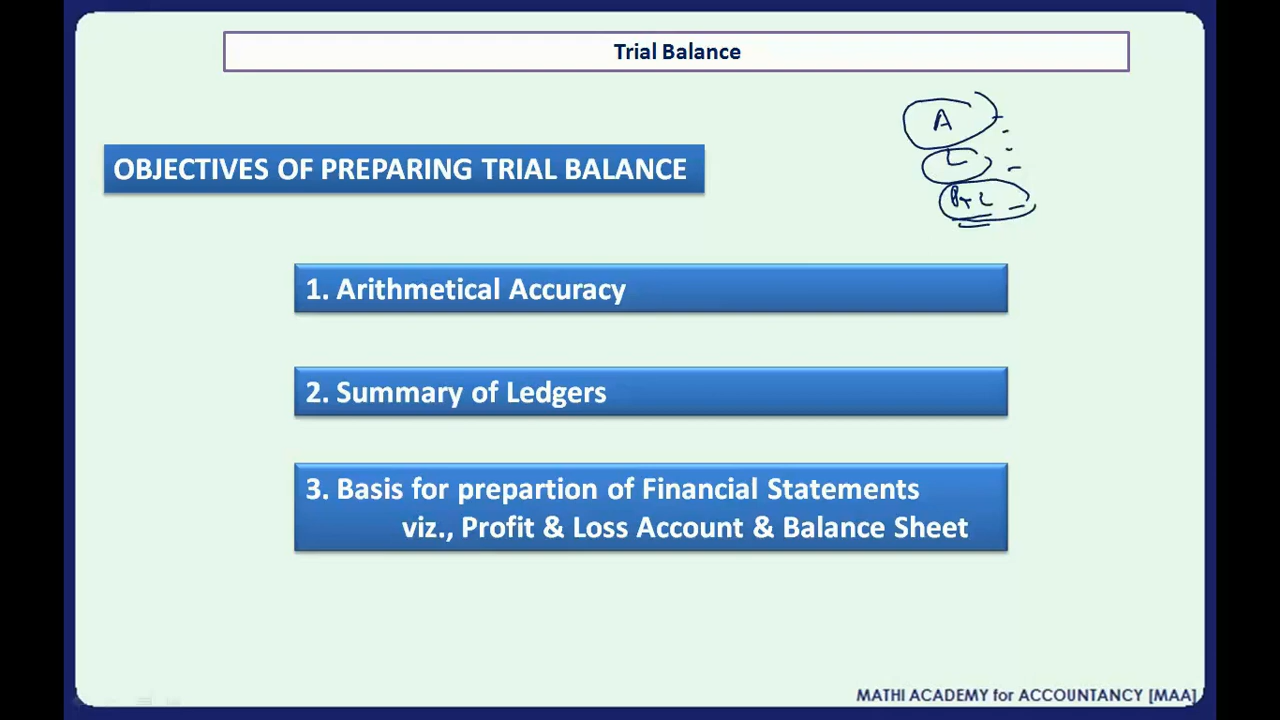 Trial Balance
OBJECTIVES OF PREPARING TRIAL BALANCE
A
L
1. Arithmetical Accuracy
2. Summary of Ledgers
3. Basis for prepartion of Financial Statements
viz., Profit & Loss Account & Balance Sheet
MATHI ACADEMY for ACCOUNTANCY [MAA]